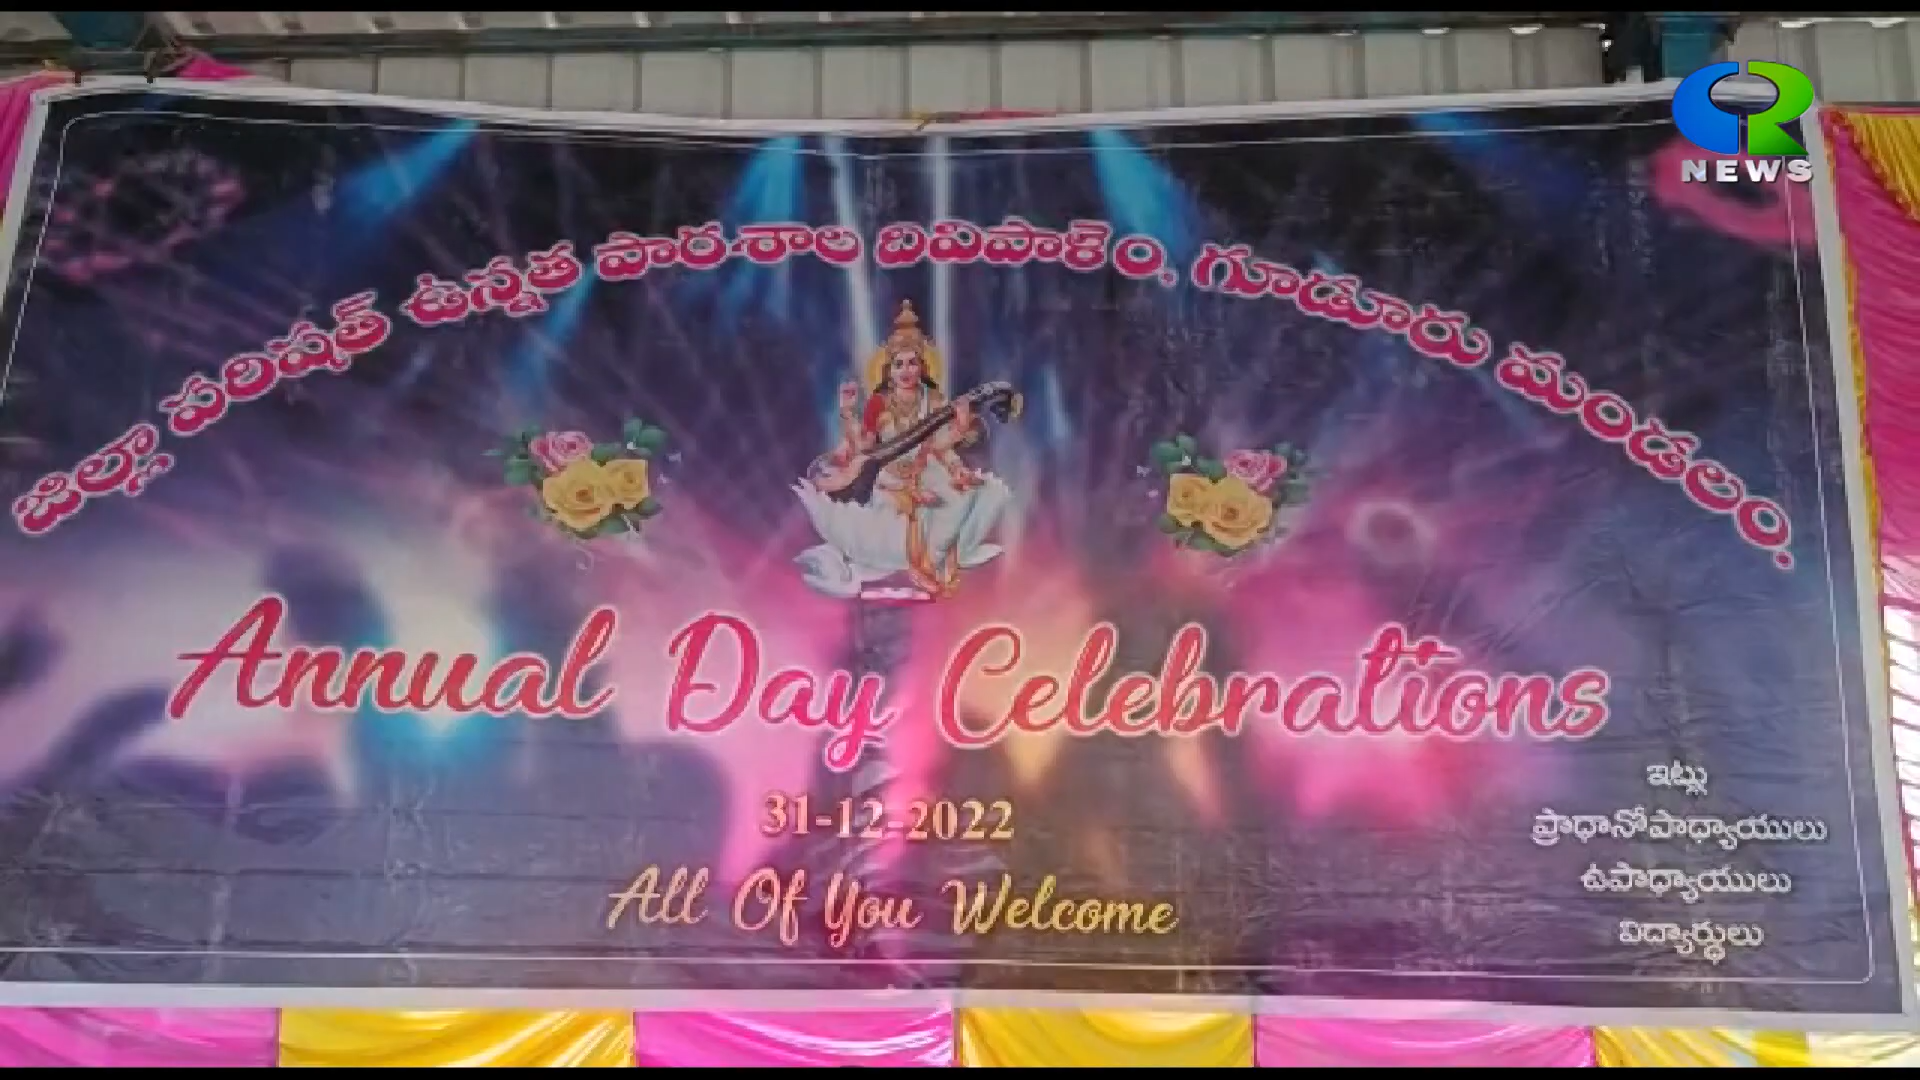 CR
NEWS
జిల్లా పరిషత్ ఉన్నత పాఠశాల దివిపాళెం, గూడూరు మండలం.
Annual Day Celebrations
31-12-2022
All Of You Welcome
ఇట్లు
ప్రాధానోపాధ్యాయులు
ఉపాధ్యాయులు
విద్యార్థులు